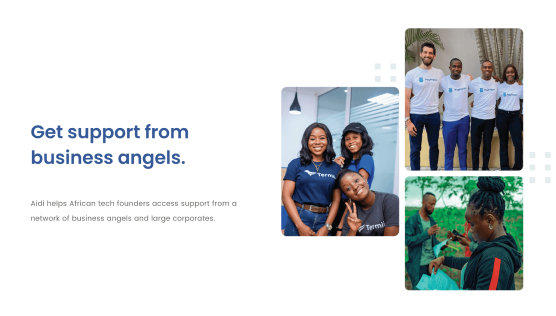 Get support from
business angels.
Aidi helps African tech founders access support from a
network of business angels and large corporates.
Termii